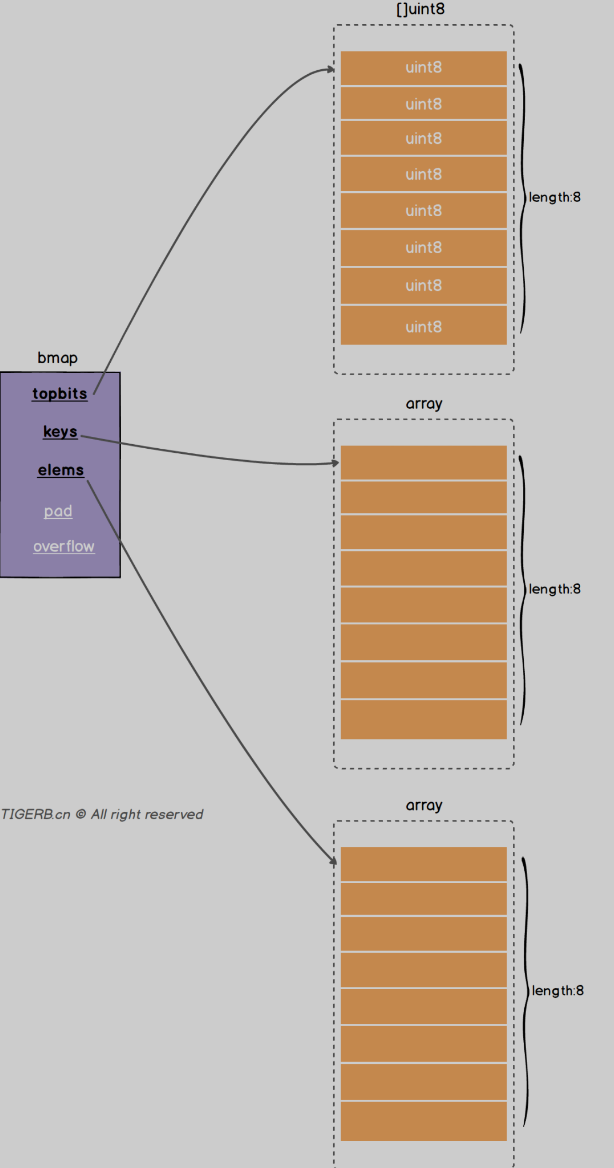 []uint8
uint8
uint8
uint8
uint8
uint8
uint8
uint8
uint8
length:8
bmap
topbits
keys
elems
pad
overflow
array
length:8
TIGERB.cn © All right reserved
array
length:8